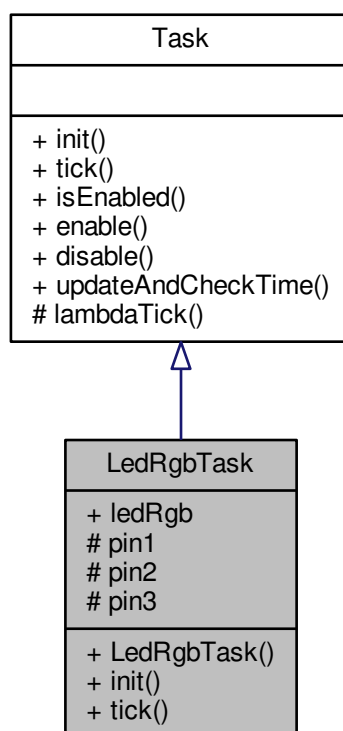 Task
+ init()
+ tick()
+ isEnabled()
+ enable()
+ disable()
+ updateAndCheckTime()
# lambdaTick()
LedRgbTask
+ ledRgb
# pin1
# pin2
# pin3
+ LedRgbTask()
+ init()
+ tick()